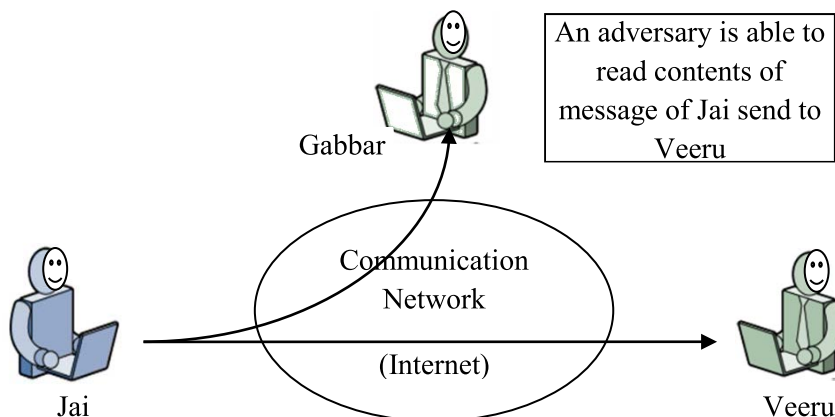 An adversary is able to
read contents of
message of Jai send to
Veeru
Gabbar
Communication
Network
(Internet)
Jai
Veeru